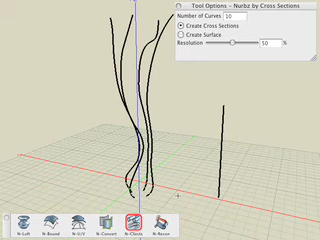 Tool Options - Nurbz by Cross Sections
Number of Curves 10
Create Cross Sections
Create Surface
Resolution 50 %
N-Loft N-Bound N-U/V N-Convert N-CSects N-Recon